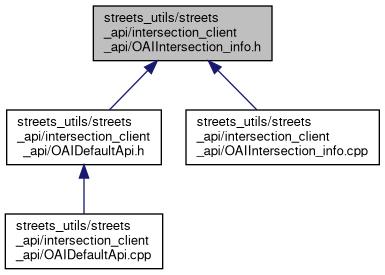 streets_utils/streets
_api/intersection_client
_api/OAIIntersection_info.h
streets_utils/streets
_api/intersection_client
_api/OAIDefaultApi.h
streets_utils/streets
_api/intersection_client
_api/OAIIntersection_info.cpp
streets_utils/streets
_api/intersection_client
_api/OAIDefaultApi.cpp